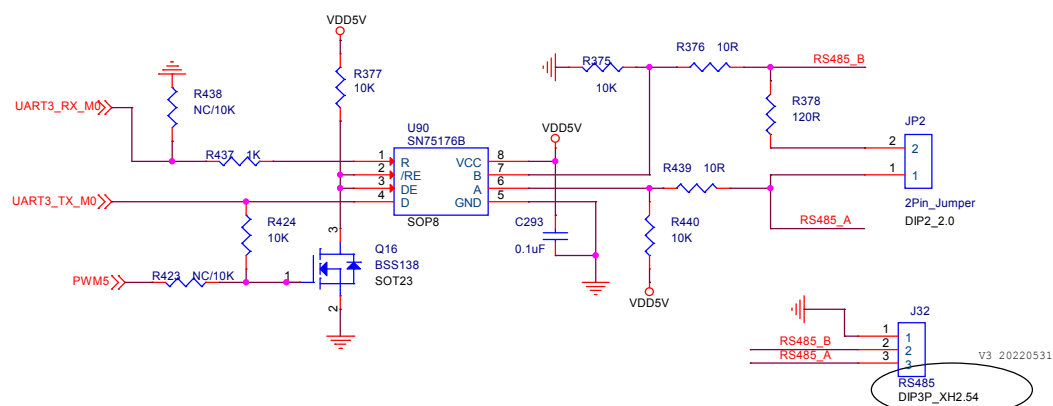 VDD5V
R377
10K
R438
NC/10K
UART3_RX_M0
R437 1K
U90
SN75176B
1 R
2 /RE
3 DE
4 D
VCC 8
B 7
A 6
GND 5
SOP8
UART3_TX_M0
R424
10K
3
Q16
BSS138
SOT23
1
2
PWM5
R423 NC/10K
VDD5V
C293
0.1uF
R375
10K
R376 10R
RS485_B
R378
120R
R439 10R
R440
10K
VDD5V
RS485_A
JP2
2 2
1 1
2Pin_Jumper
DIP2_2.0
J32
1 1
RS485_B 2 2
RS485_A 3 3
RS485
DIP3P_XH2.54
V3 20220531